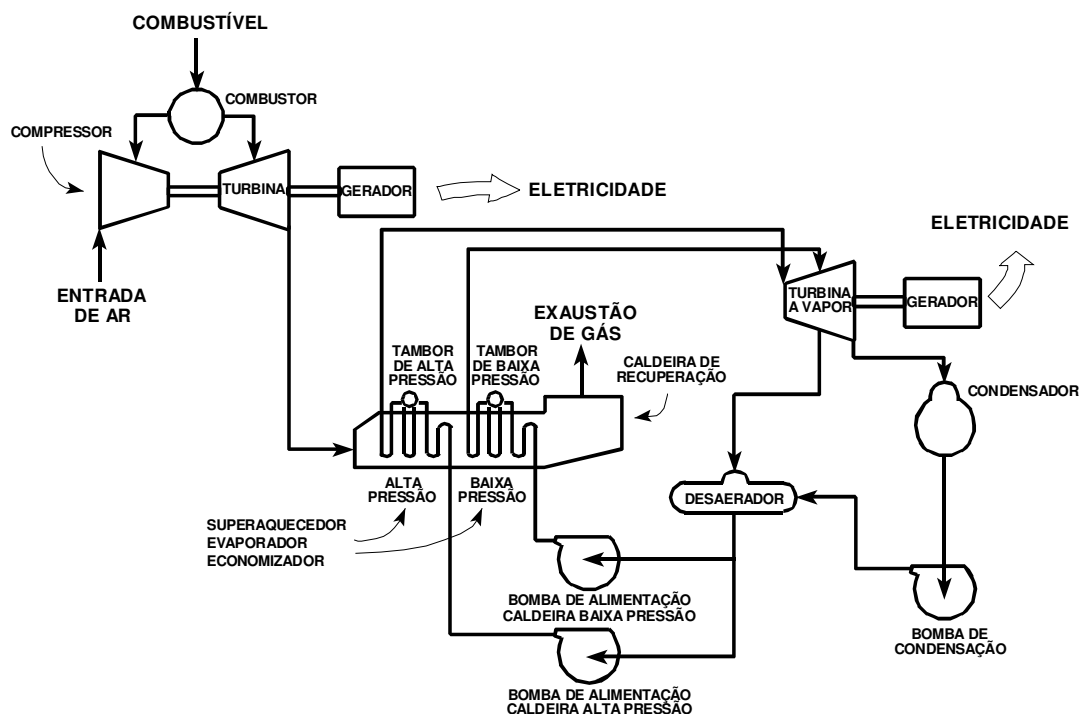 COMBUSTÍVEL
COMBUSTOR
COMPRESSOR
TURBINA
GERADOR
ELETRICIDADE
ENTRADA
DE AR
ELETRICIDADE
TURBINA
A VAPOR
GERADOR
EXAUSTÃO
DE GÁS
TAMBOR
DE ALTA
PRESSÃO
TAMBOR
DE BAIXA
PRESSÃO
CALDEIRA DE
RECUPERAÇÃO
CONDENSADOR
ALTA
PRESSÃO
BAIXA
PRESSÃO
DESAERADOR
SUPERAQUECEDOR
EVAPORADOR
ECONOMIZADOR
BOMBA DE ALIMENTAÇÃO
CALDEIRA BAIXA PRESSÃO
BOMBA DE
CONDENSAÇÃO
BOMBA DE ALIMENTAÇÃO
CALDEIRA ALTA PRESSÃO